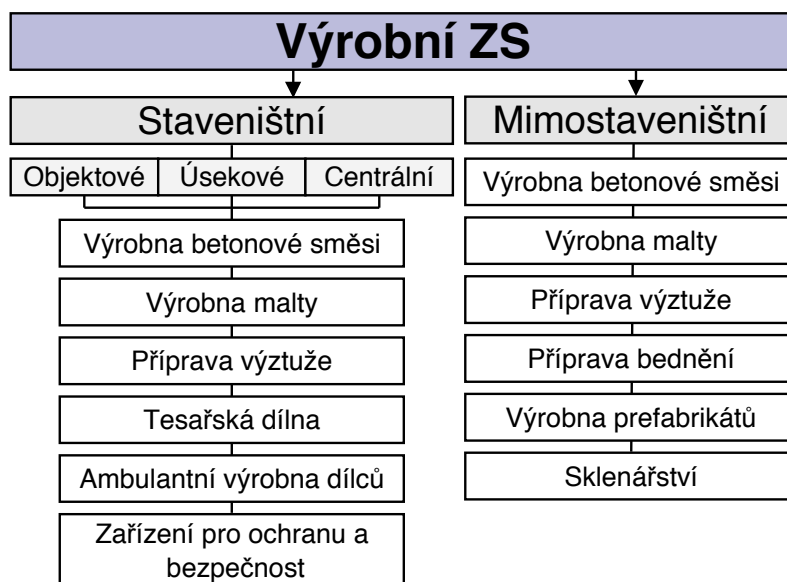 Výrobní ZS
Staveništní
Objektové
Úsekové
Centrální
Výrobna betonové směsi
Výrobna malty
Příprava výztuže
Tesařská dílna
Ambulantní výrobna dílců
Zařízení pro ochranu a
bezpečnost
Mimostaveništní
Výrobna betonové směsi
Výrobna malty
Příprava výztuže
Příprava bednění
Výrobna prefabrikátů
Sklenářství